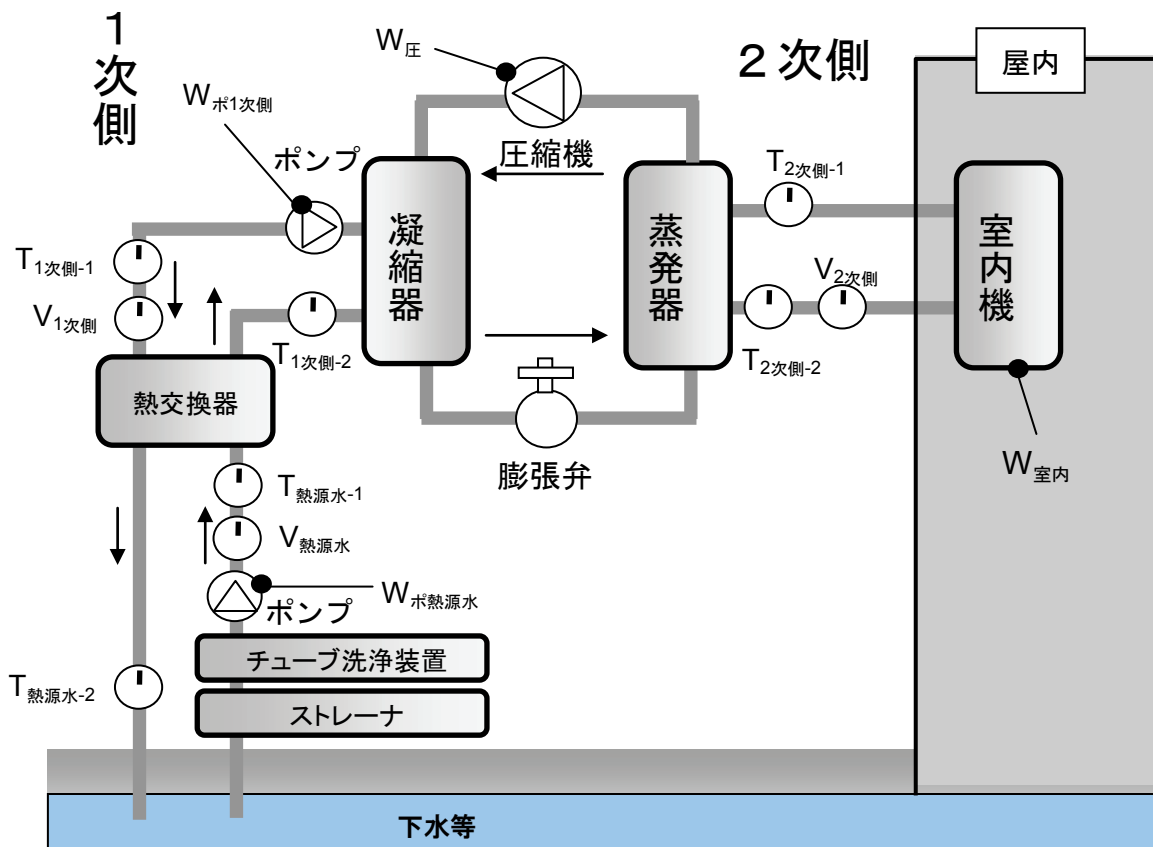 1次側
W圧
2次側
屋内
Wポ1次側
ポンプ
圧縮機
T2次側-1
凝縮器
蒸発器
室内機
T1次側-1
V1次側
V2次側
T1次側-2
T2次側-2
熱交換器
膨張弁
W室内
T熱源水-1
V熱源水
Wポ熱源水
ポンプ
チューブ洗浄装置
T熱源水-2
ストレーナ
下水等